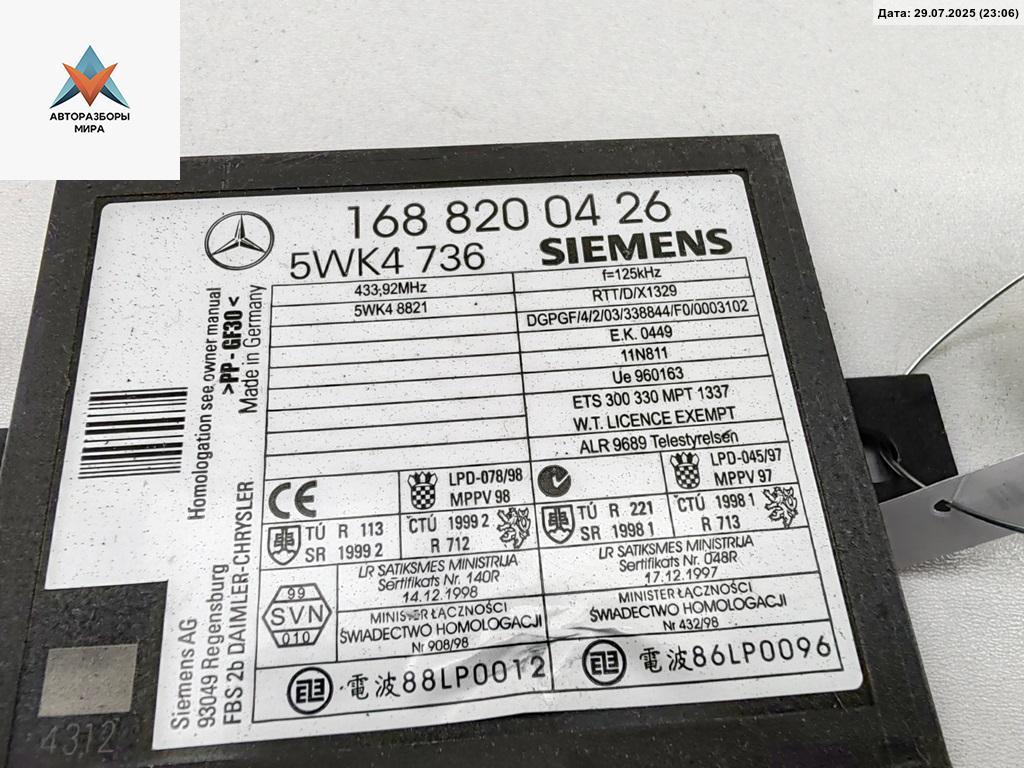 Дата: 29.07.2025 (23:06)
АВТОРАЗБОРЫ
МИРА
168 820 04 26
5WK4 736
SIEMENS
433,92MHz
5WK4 8821
f=125kHz
RTT/D/X1329
DGPGF/4/2/03/338844/F0/0003102
E.K. 0449
11N811
Ue 960163
ETS 300 330 MPT 1337
W.T. LICENCE EXEMPT
ALR 9689 Telestyrelsen
Homologation see owner manual
>PP - GF30<
Made in Germany
CE
LPD-078/98
MPPV 98
LPD-045/97
MPPV 97
TÚ R 113
SR 1999 2
CTÚ 1999 2
R 712
TÚ R 221
SR 1998 1
CTÚ 1998 1
R 713
99
SVN
010
LR SATIKSMES MINISTRIJA
Sertifikats Nr. 140R
14.12.1998
LR SATIKSMES MINISTRIJA
Sertifikats Nr. 048R
17.12.1997
MINISTER ŁĄCZNOŚCI
ŚWIADECTWO HOMOLOGACJI
Nr 908/98
MINISTER ŁĄCZNOŚCI
ŚWIADECTWO HOMOLOGACJI
Nr 432/98
電波88LP0012
電波86LP0096
Siemens AG
93049 Regensburg
FBS 2b DAIMLER-CHRYSLER
4312